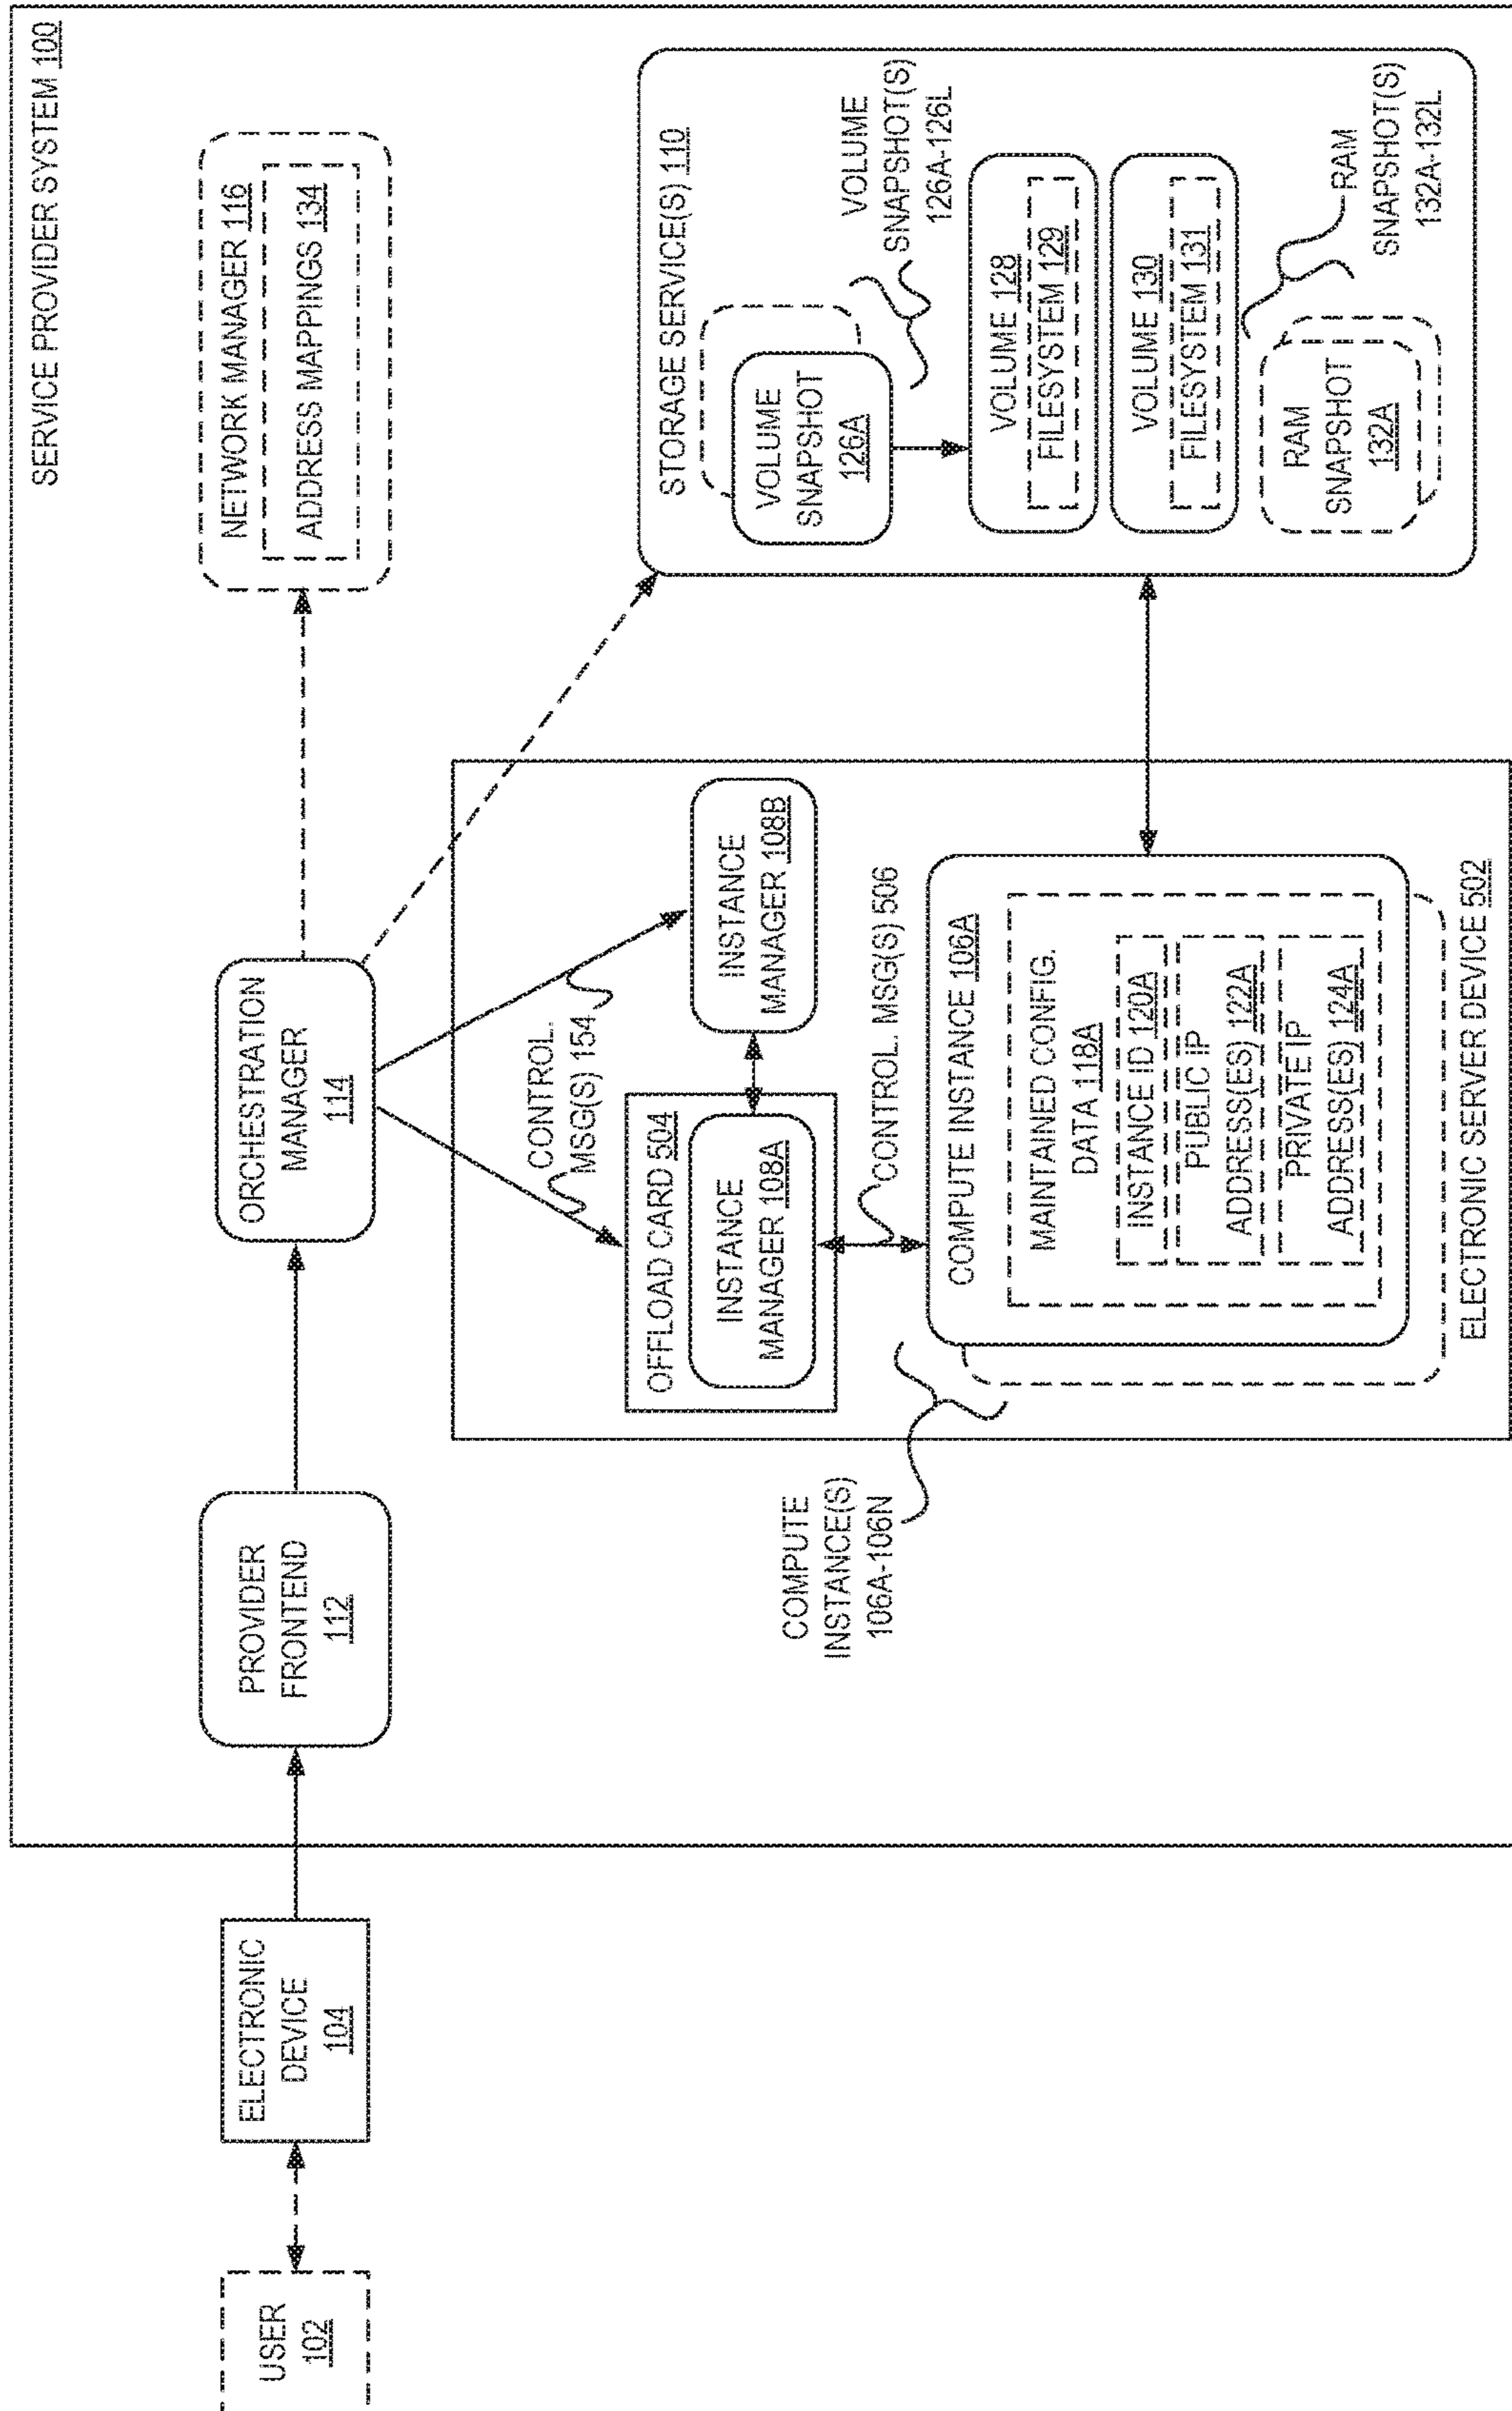 SERVICE PROVIDER SYSTEM 100
USER
102
ELECTRONIC
DEVICE
104
PROVIDER
FRONTEND
112
ORCHESTRATION
MANAGER
114
NETWORK MANAGER 116
ADDRESS MAPPINGS 134
CONTROL.
MSG(S) 154
OFFLOAD CARD 504
INSTANCE
MANAGER 108A
INSTANCE
MANAGER 108B
CONTROL. MSG(S) 506
COMPUTE
INSTANCE(S)
106A-106N
COMPUTE INSTANCE 106A
MAINTAINED CONFIG.
DATA 118A
INSTANCE ID 120A
PUBLIC IP
ADDRESS(ES) 122A
PRIVATE IP
ADDRESS(ES) 124A
ELECTRONIC SERVER DEVICE 502
STORAGE SERVICE(S) 110
VOLUME
SNAPSHOT
126A
VOLUME
SNAPSHOT(S)
126A-126L
VOLUME 128
FILESYSTEM 129
VOLUME 130
FILESYSTEM 131
RAM
SNAPSHOT
132A
RAM
SNAPSHOT(S)
132A-132L